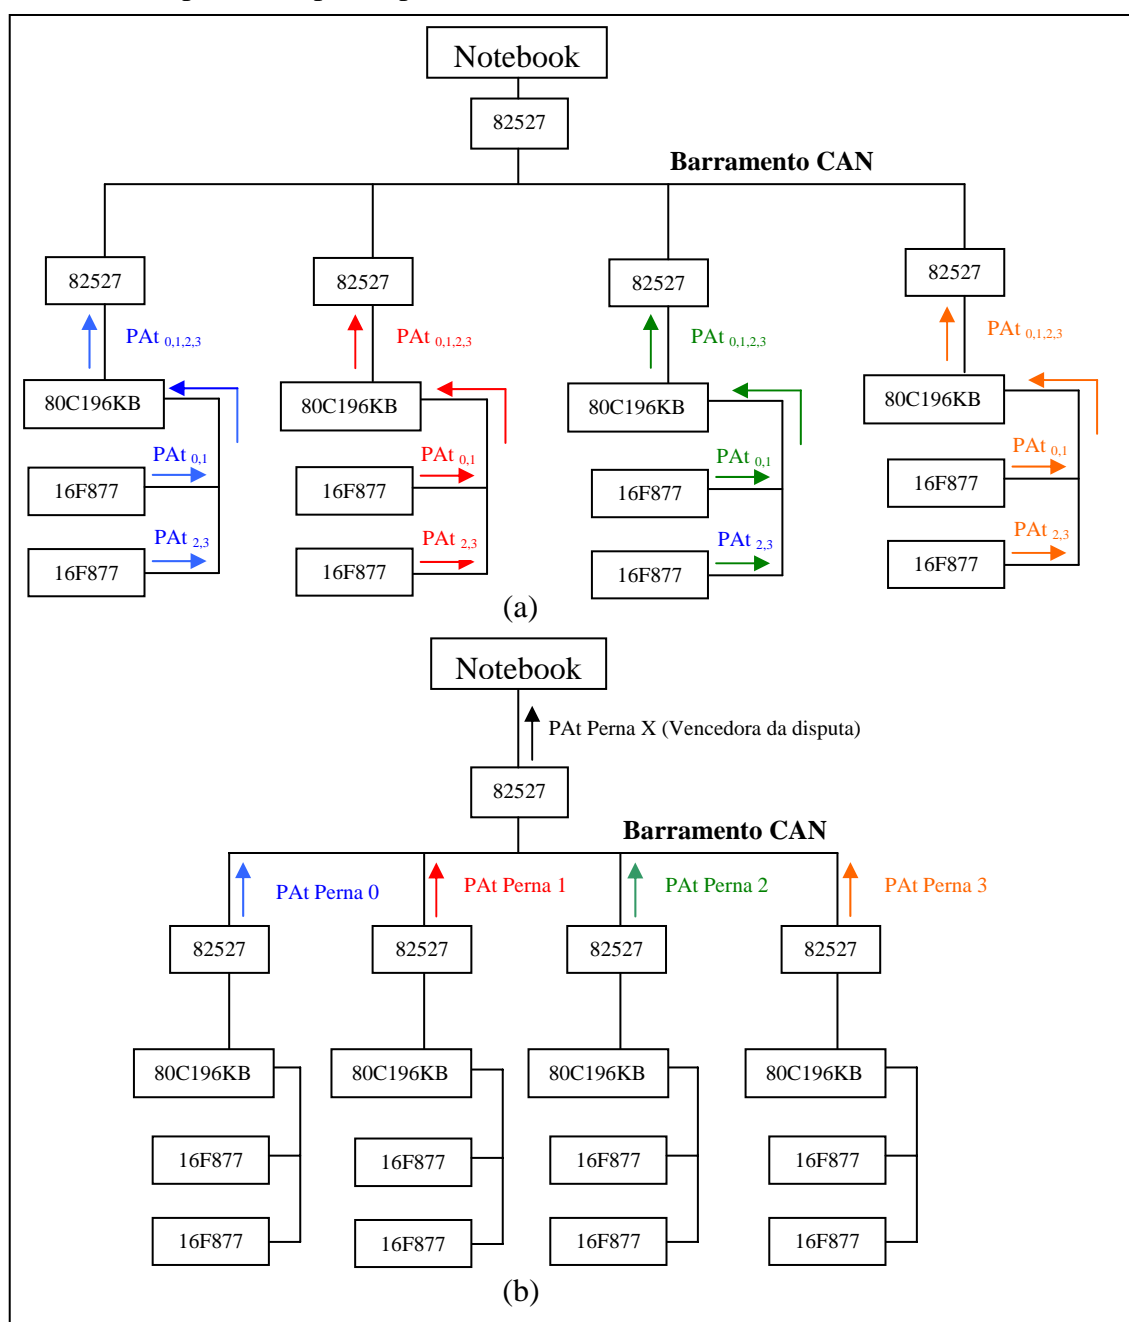 Notebook
82527
Barramento CAN
82527
82527
82527
82527
PAt 0,1,2,3
PAt 0,1,2,3
PAt 0,1,2,3
PAt 0,1,2,3
80C196KB
80C196KB
80C196KB
80C196KB
PAt 0,1
PAt 0,1
PAt 0,1
PAt 0,1
16F877
16F877
16F877
16F877
PAt 2,3
PAt 2,3
PAt 2,3
PAt 2,3
16F877
16F877
16F877
16F877
(a)
Notebook
PAt Perna X (Vencedora da disputa)
82527
Barramento CAN
PAt Perna 0
PAt Perna 1
PAt Perna 2
PAt Perna 3
82527
82527
82527
82527
80C196KB
80C196KB
80C196KB
80C196KB
16F877
16F877
16F877
16F877
16F877
16F877
16F877
16F877
(b)